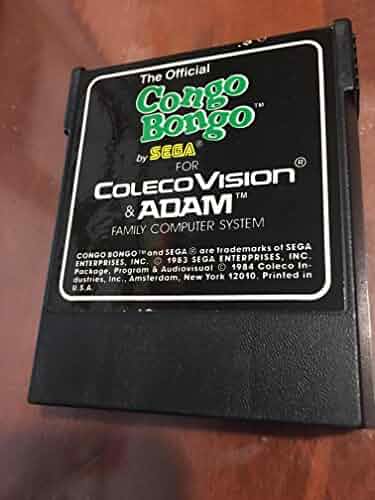 The Official
Congo
Bongo™
by SEGA®
FOR
COLECOVISION®
& ADAM™
FAMILY COMPUTER SYSTEM
CONGO BONGO™ and SEGA ® are trademarks of SEGA
ENTERPRISES, INC. © 1983 SEGA ENTERPRISES, INC.
Package, Program & Audiovisual © 1984 Coleco In-
dustries, Inc., Amsterdam, New York 12010. Printed in
U.S.A.